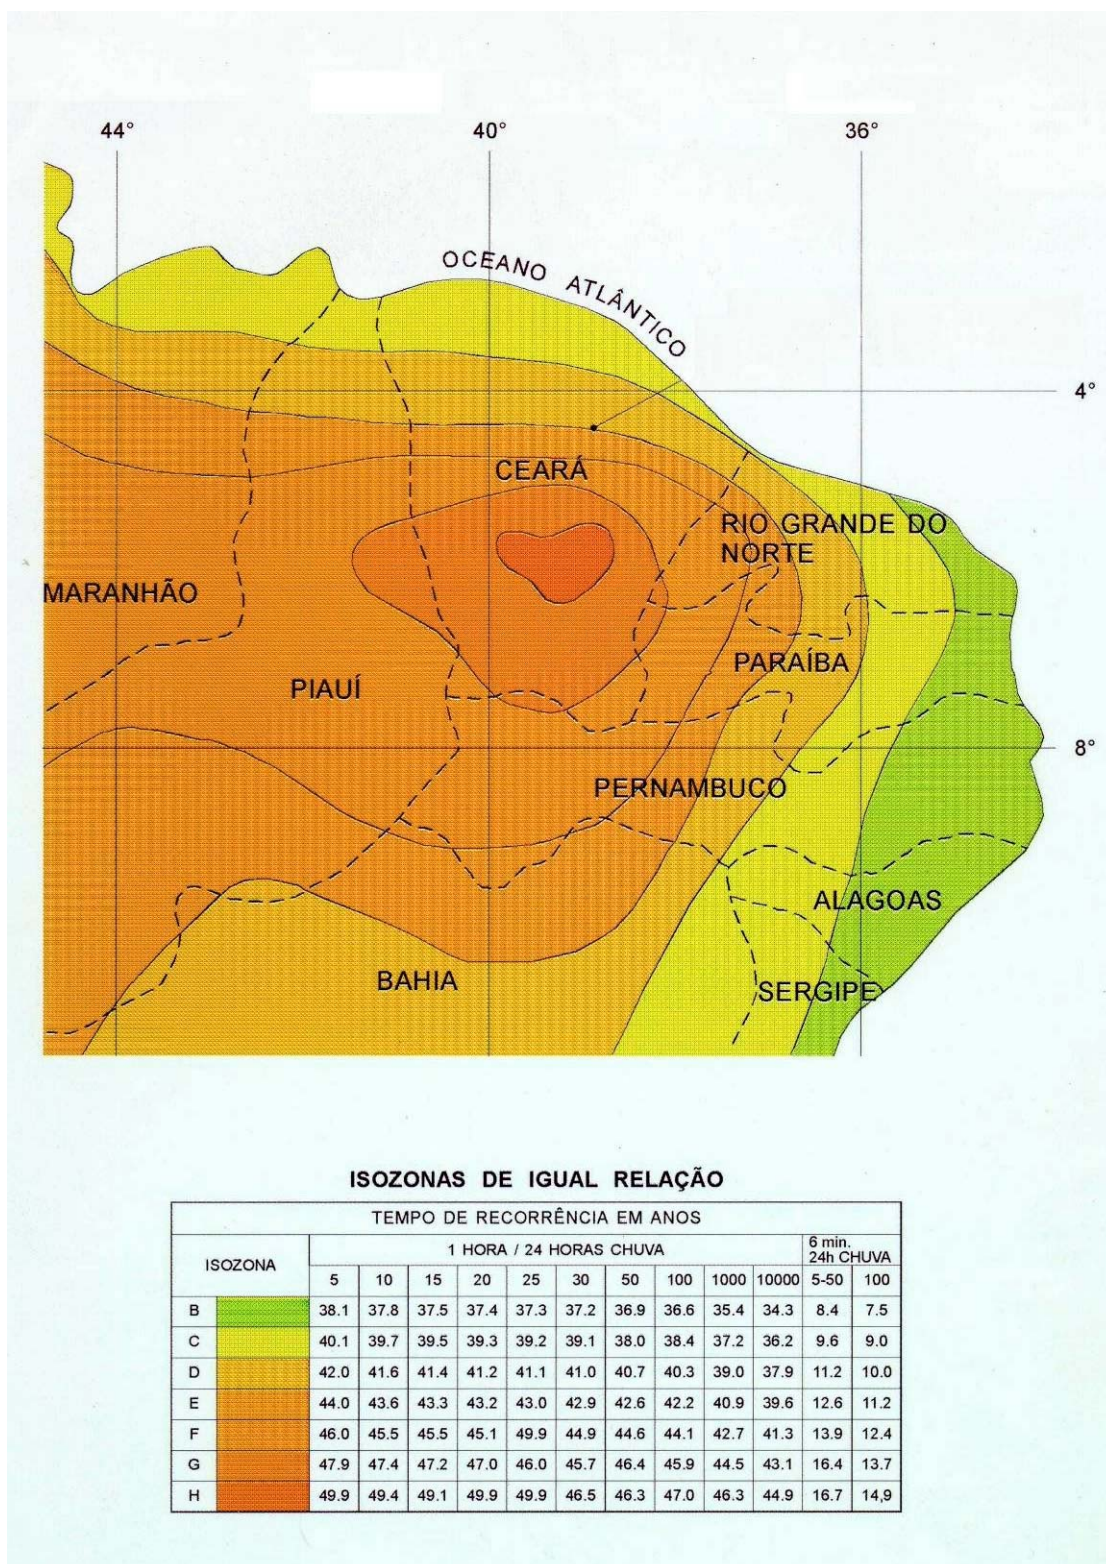 44°
40°
36°
OCEANO ATLÂNTICO
4°
CEARÁ
RIO GRANDE DO
NORTE
MARANHÃO
PARAÍBA
PIAUÍ
8°
PERNAMBUCO
ALAGOAS
BAHIA
SERGIPE
ISOZONAS DE IGUAL RELAÇÃO
TEMPO DE RECORRÊNCIA EM ANOS
ISOZONA 1 HORA / 24 HORAS CHUVA 6 min. 24h CHUVA
5 10 15 20 25 30 50 100 1000 10000 5-50 100
B 38.1 37.8 37.5 37.4 37.3 37.2 36.9 36.6 35.4 34.3 8.4 7.5
C 40.1 39.7 39.5 39.3 39.2 39.1 38.0 38.4 37.2 36.2 9.6 9.0
D 42.0 41.6 41.4 41.2 41.1 41.0 40.7 40.3 39.0 37.9 11.2 10.0
E 44.0 43.6 43.3 43.2 43.0 42.9 42.6 42.2 40.9 39.6 12.6 11.2
F 46.0 45.5 45.5 45.1 49.9 44.9 44.6 44.1 42.7 41.3 13.9 12.4
G 47.9 47.4 47.2 47.0 46.0 45.7 46.4 45.9 44.5 43.1 16.4 13.7
H 49.9 49.4 49.1 49.9 49.9 46.5 46.3 47.0 46.3 44.9 16.7 14,9